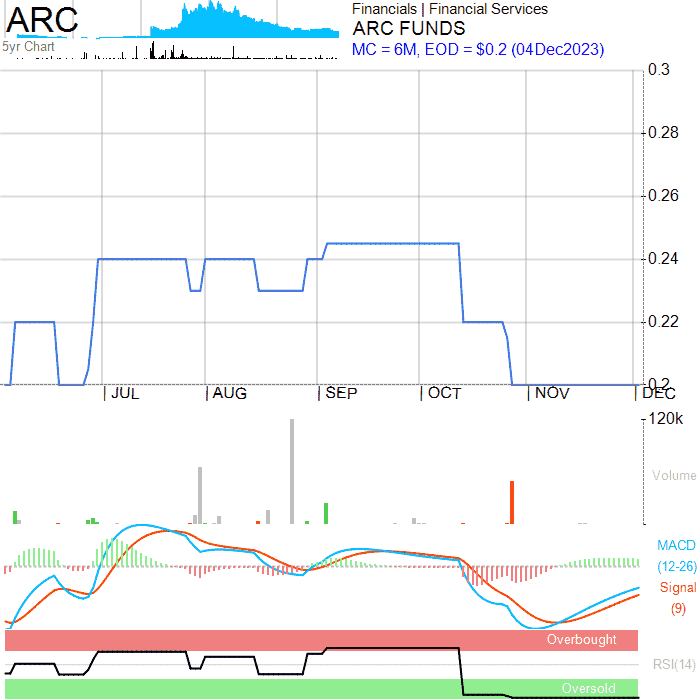 ARC
5yr Chart
Financials | Financial Services
ARC FUNDS
MC = 6M, EOD = $0.2 (04Dec2023)
0.3
0.28
0.26
0.24
0.22
0.2
JUL AUG SEP OCT NOV DEC
120k
Volume
MACD
(12-26)
Signal
(9)
Overbought
RSI(14)
Oversold